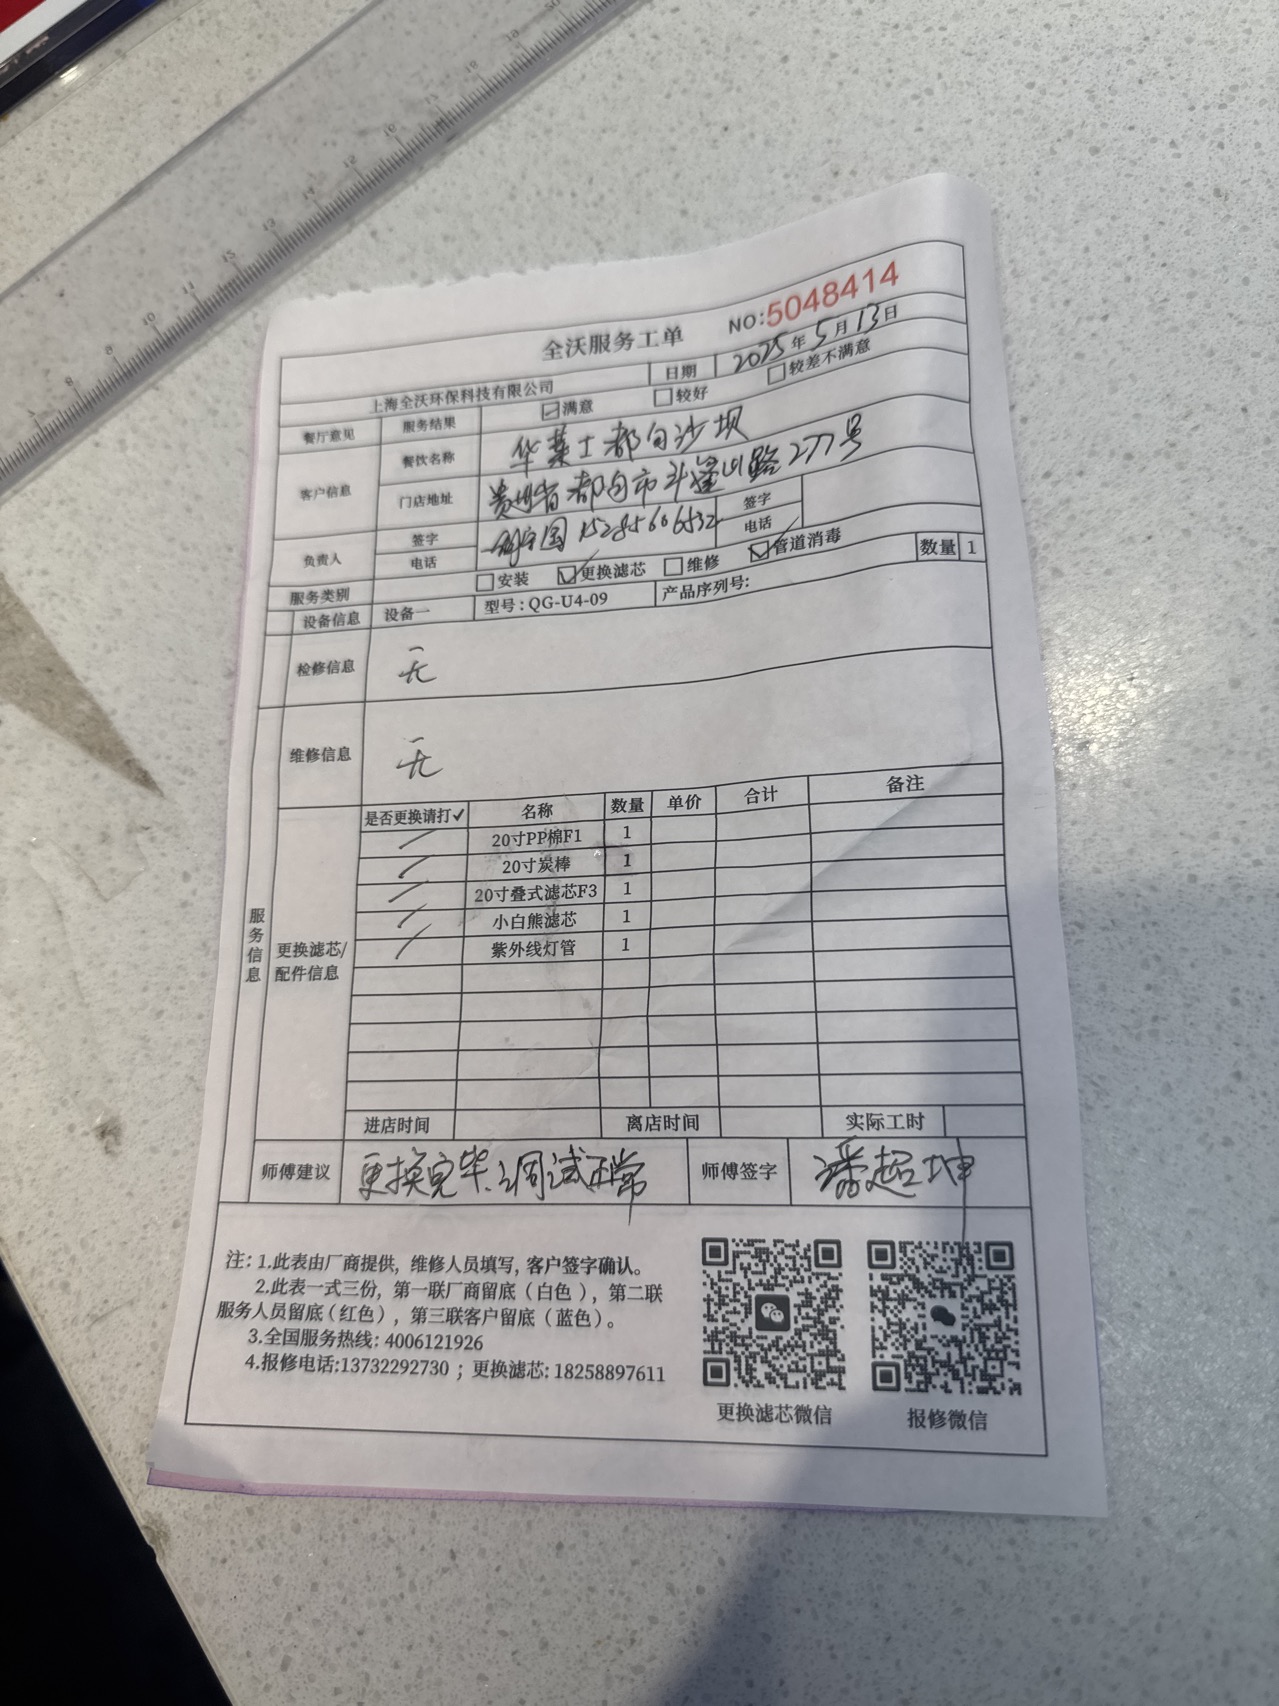 全沃服务工单
NO:5048414
上海全沃环保科技有限公司 日期 2025年5月13日
餐厅意见 服务结果 满意 较好 较差不满意
客户信息 餐饮名称 华莱士都匀沙坝
门店地址 贵州省都匀市斗篷山路277号
负责人 签字 电话 国 15285606532 签字 电话
服务类别 安装 更换滤芯 维修 管道消毒
设备信息 设备一 型号:QG-U4-09 产品序列号: 数量 1
检修信息 无
维修信息 无
服务信息
更换滤芯/配件信息
是否更换请打✓ 名称 数量 单价 合计 备注
20寸PP棉F1 1
20寸炭棒 1
20寸叠式滤芯F3 1
小白熊滤芯 1
紫外线灯管 1
进店时间 离店时间 实际工时
师傅建议 更换完毕、调试正常 师傅签字 潘超坤
注: 1.此表由厂商提供, 维修人员填写, 客户签字确认。
2.此表一式三份, 第一联厂商留底(白色), 第二联
服务人员留底(红色), 第三联客户留底(蓝色)。
3.全国服务热线: 4006121926
4.报修电话:13732292730 ; 更换滤芯: 18258897611
更换滤芯微信 报修微信